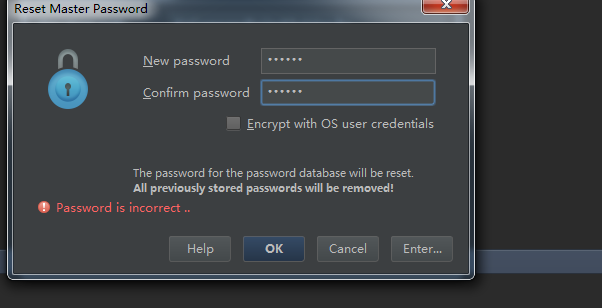 Reset Master Password
New password
••••••
Confirm password
••••••
Encrypt with OS user credentials
The password for the password database will be reset.
All previously stored passwords will be removed!
Password is incorrect ..
Help
OK
Cancel
Enter...